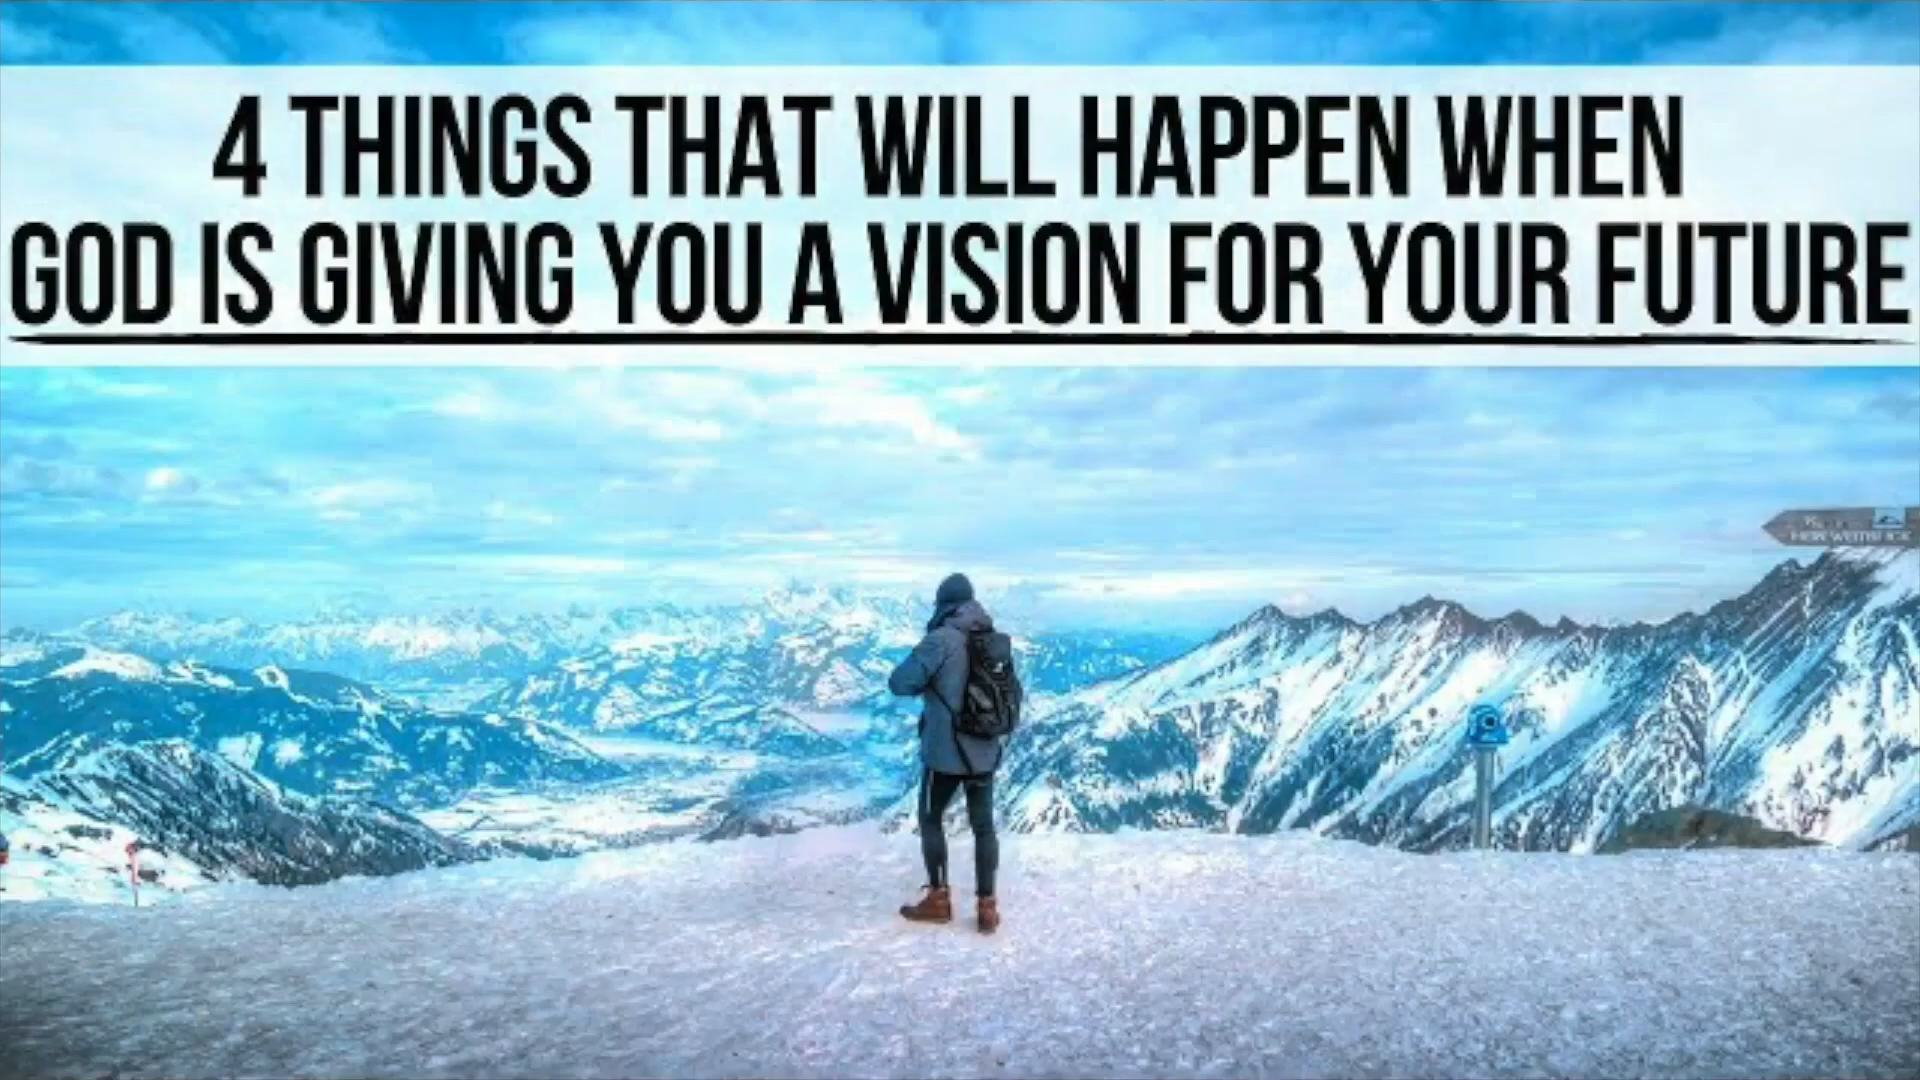 4 THINGS THAT WILL HAPPEN WHEN
GOD IS GIVING YOU A VISION FOR YOUR FUTURE